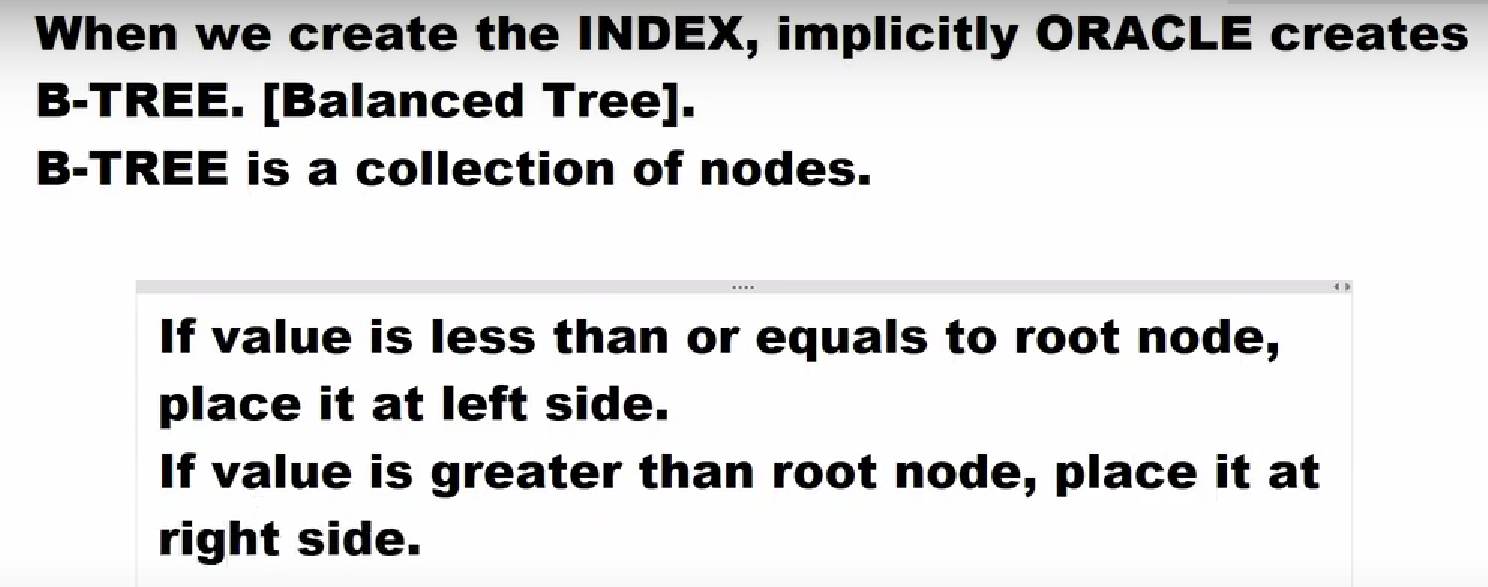 When we create the INDEX, implicitly ORACLE creates
B-TREE. [Balanced Tree].
B-TREE is a collection of nodes.
If value is less than or equals to root node,
place it at left side.
If value is greater than root node, place it at
right side.